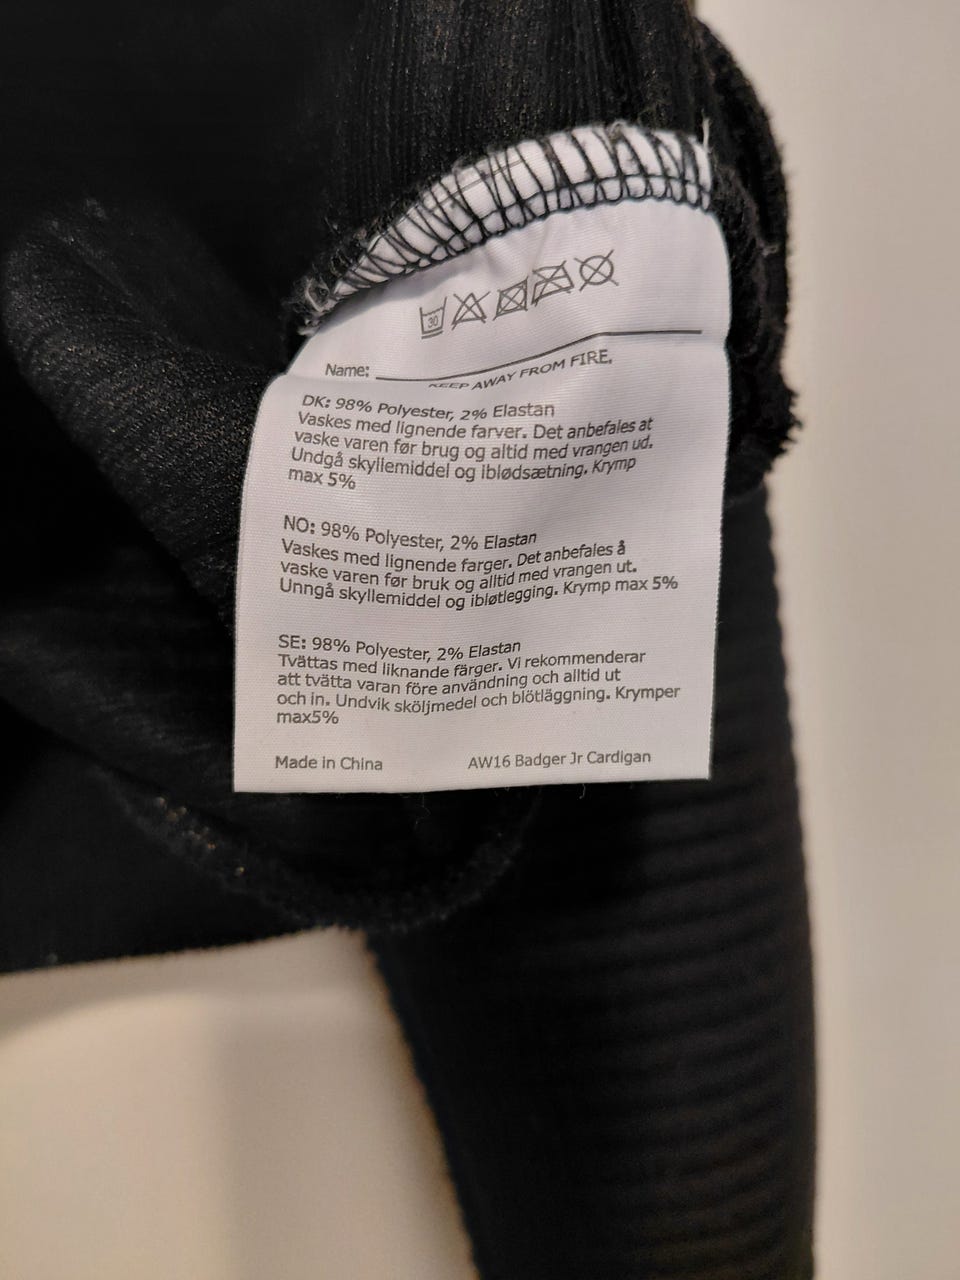 30
Name:
KEEP AWAY FROM FIRE.
DK: 98% Polyester, 2% Elastan
Vaskes med lignende farver. Det anbefales at
vaske varen før brug og altid med vrangen ud.
Undgå skyllemiddel og iblødsætning. Krymp
max 5%
NO: 98% Polyester, 2% Elastan
Vaskes med lignende farger. Det anbefales å
vaske varen før bruk og alltid med vrangen ut.
Unngå skyllemiddel og ibløtlegging. Krymp max 5%
SE: 98% Polyester, 2% Elastan
Tvättas med liknande färger. Vi rekommenderar
att tvätta varan före användning och alltid ut
och in. Undvik sköljmedel och blötläggning. Krymper
max5%
Made in China AW16 Badger Jr Cardigan